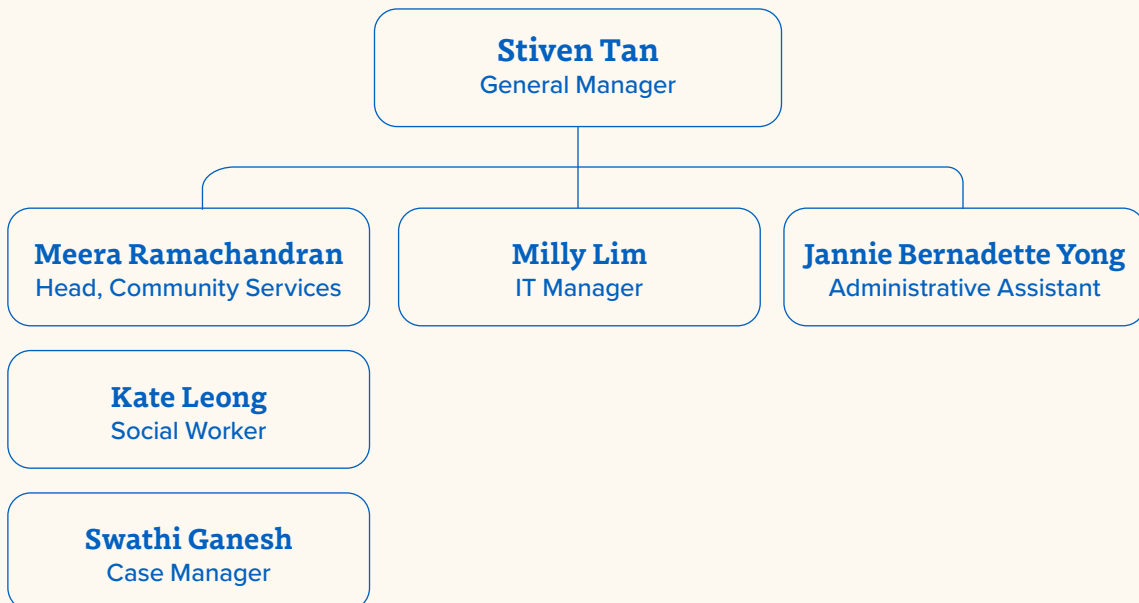 Stiven Tan
General Manager
Meera Ramachandran
Head, Community Services
Milly Lim
IT Manager
Jannie Bernadette Yong
Administrative Assistant
Kate Leong
Social Worker
Swathi Ganesh
Case Manager